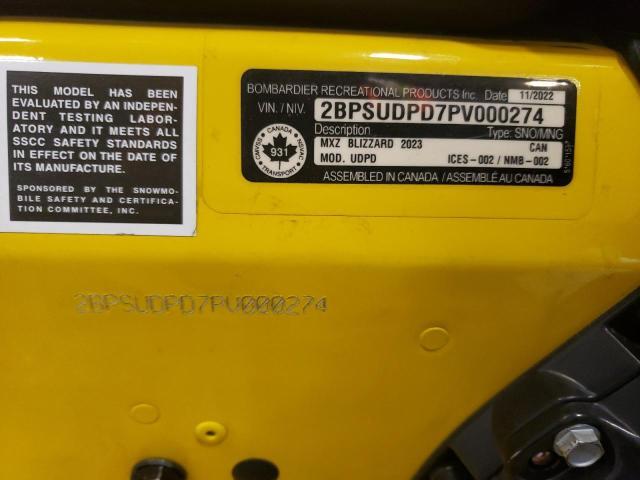 THIS MODEL HAS BEEN
EVALUATED BY AN INDEPEN-
DENT TESTING LABOR-
ATORY AND IT MEETS ALL
SSCC SAFETY STANDARDS
IN EFFECT ON THE DATE OF
ITS MANUFACTURE.
SPONSORED BY THE SNOWMO-
BILE SAFETY AND CERTIFICA-
TION COMMITTEE, INC.
BOMBARDIER RECREATIONAL PRODUCTS Inc. Date 11/2022
VIN. / NIV. 2BPSUDPD7PV000274
Description Type: SNO/MNG
MXZ BLIZZARD 2023 CAN
MOD. UDPD ICES-002 / NMB-002
ASSEMBLED IN CANADA / ASSEMBLÉ AU CANADA
CANADA
931
TRANSPORT
2BPSUDPD7PV000274